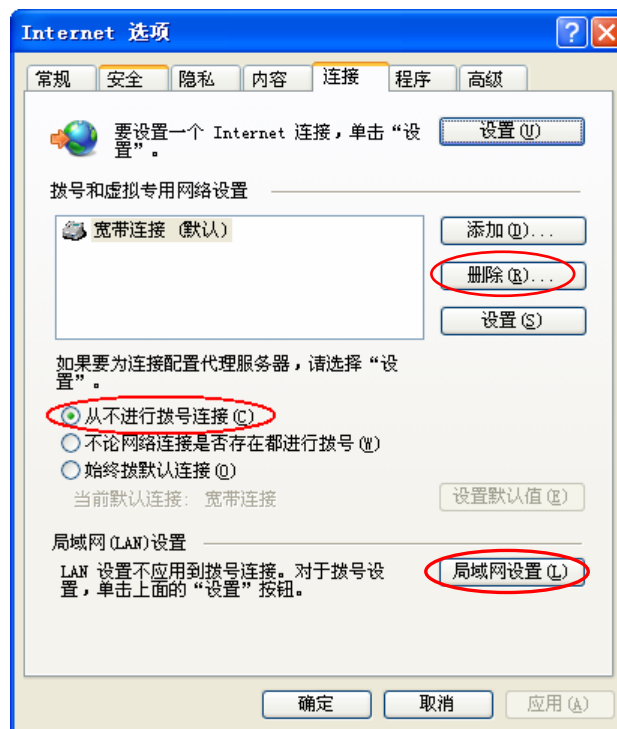 Internet 选项
常规 安全 隐私 内容 连接 程序 高级
要设置一个 Internet 连接，单击“设
置”。
设置(U)
拨号和虚拟专用网络设置
宽带连接 (默认)
添加(D)...
删除(R)...
设置(S)
如果要为连接配置代理服务器，请选择“设
置”。
从不进行拨号连接(C)
不论网络连接是否存在都进行拨号(W)
始终拨默认连接(O)
当前默认连接: 宽带连接
设置默认值(E)
局域网(LAN)设置
LAN 设置不应用到拨号连接。对于拨号设
置，单击上面的“设置”按钮。
局域网设置(L)
确定 取消 应用(A)